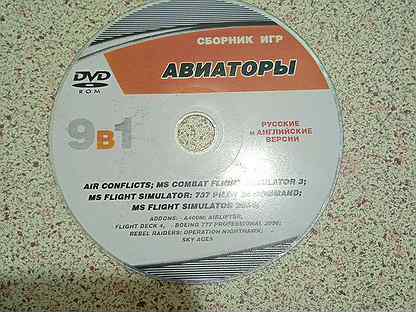 СБОРНИК ИГР
АВИАТОРЫ
DVD
ROM
9в1
РУССКИЕ
и АНГЛИЙСКИЕ
ВЕРСИИ
AIR CONFLICTS; MS COMBAT FLIGHT SIMULATOR 3;
MS FLIGHT SIMULATOR: 737 PILOT IN COMMAND;
MS FLIGHT SIMULATOR
ADDONS: A400M; AIRLIFTER,
FLIGHT DECK 4, BOEING 777 PROFESSIONAL 2006;
REBEL RAIDERS: OPERATION NIGHTHAWK;
SKY ACES